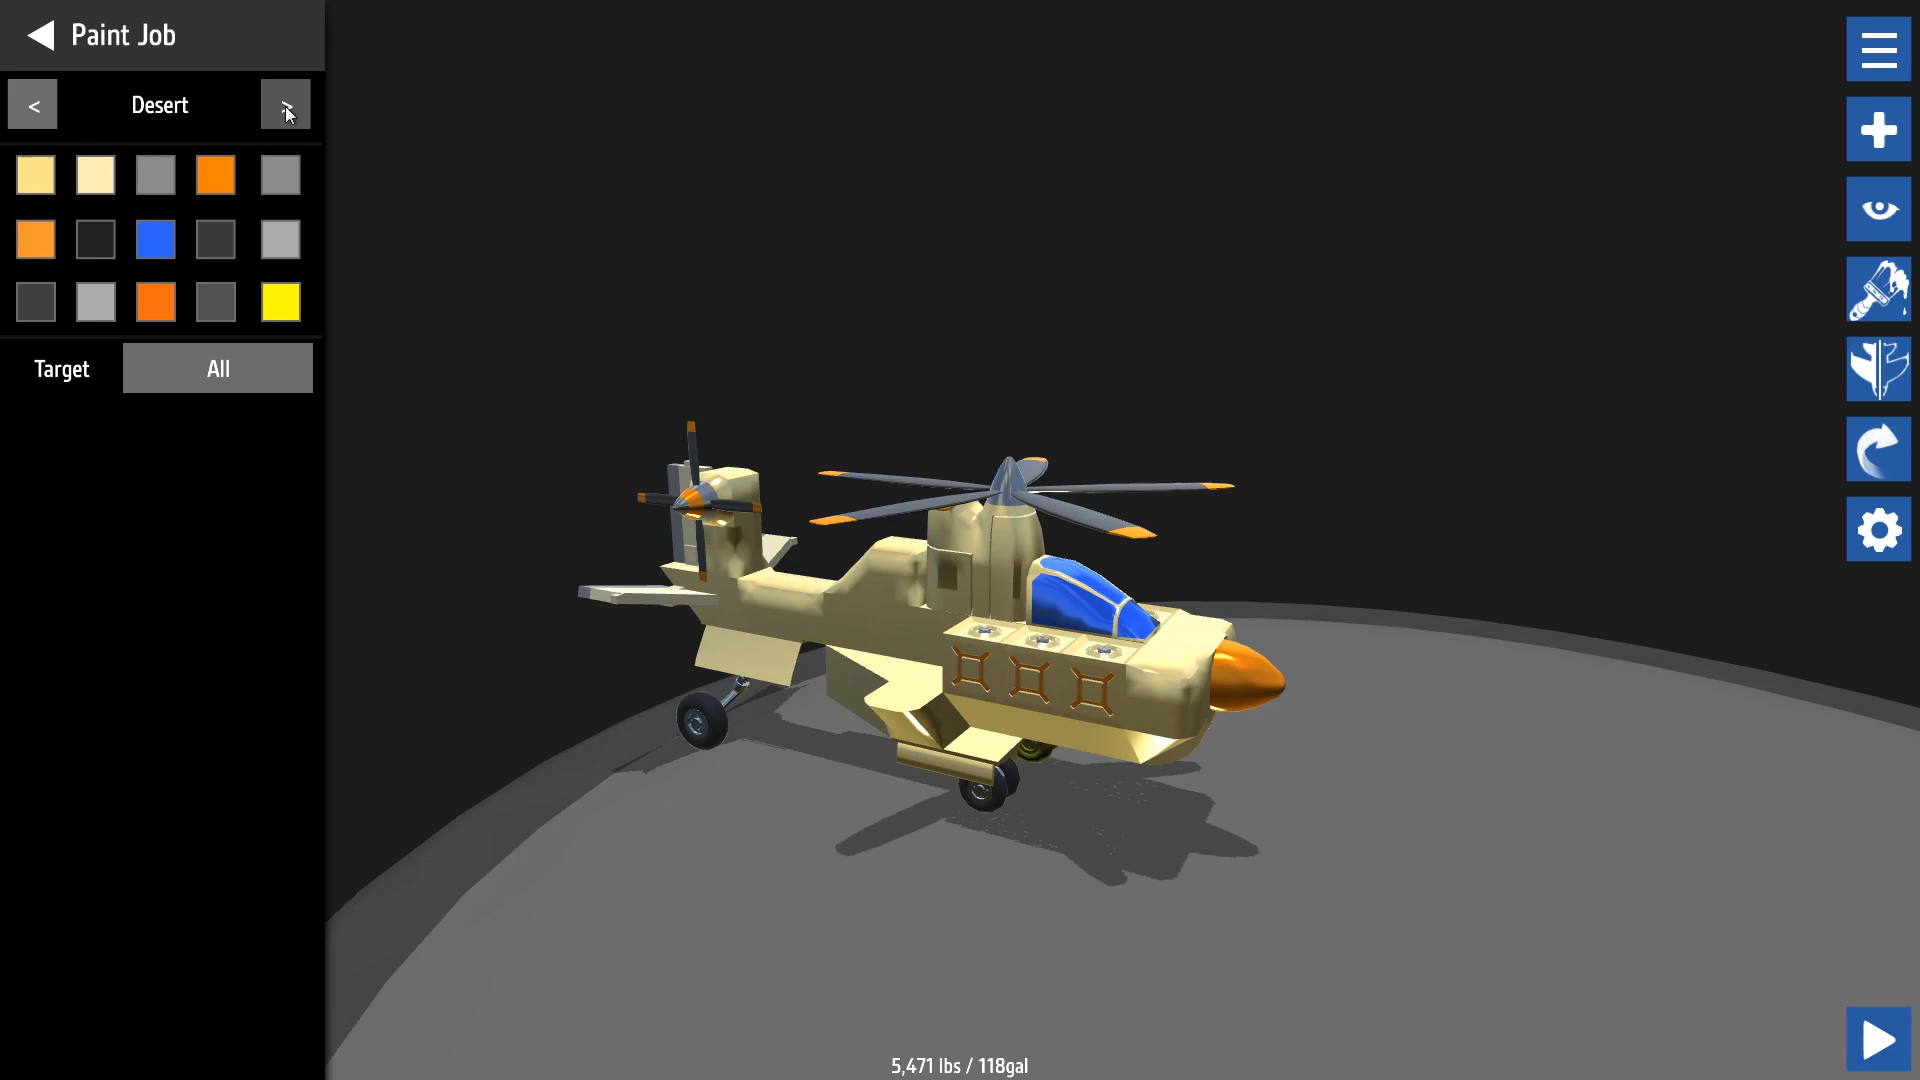 Paint Job
< Desert >
Target All
5,471 lbs / 118gal